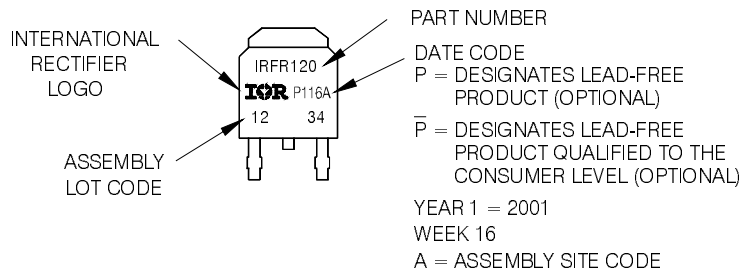 INTERNATIONAL
RECTIFIER
LOGO
ASSEMBLY
LOT CODE
IRFR120
IOR P116A
12 34
PART NUMBER
DATE CODE
P = DESIGNATES LEAD-FREE
PRODUCT (OPTIONAL)
P̅ = DESIGNATES LEAD-FREE
PRODUCT QUALIFIED TO THE
CONSUMER LEVEL (OPTIONAL)
YEAR 1 = 2001
WEEK 16
A = ASSEMBLY SITE CODE